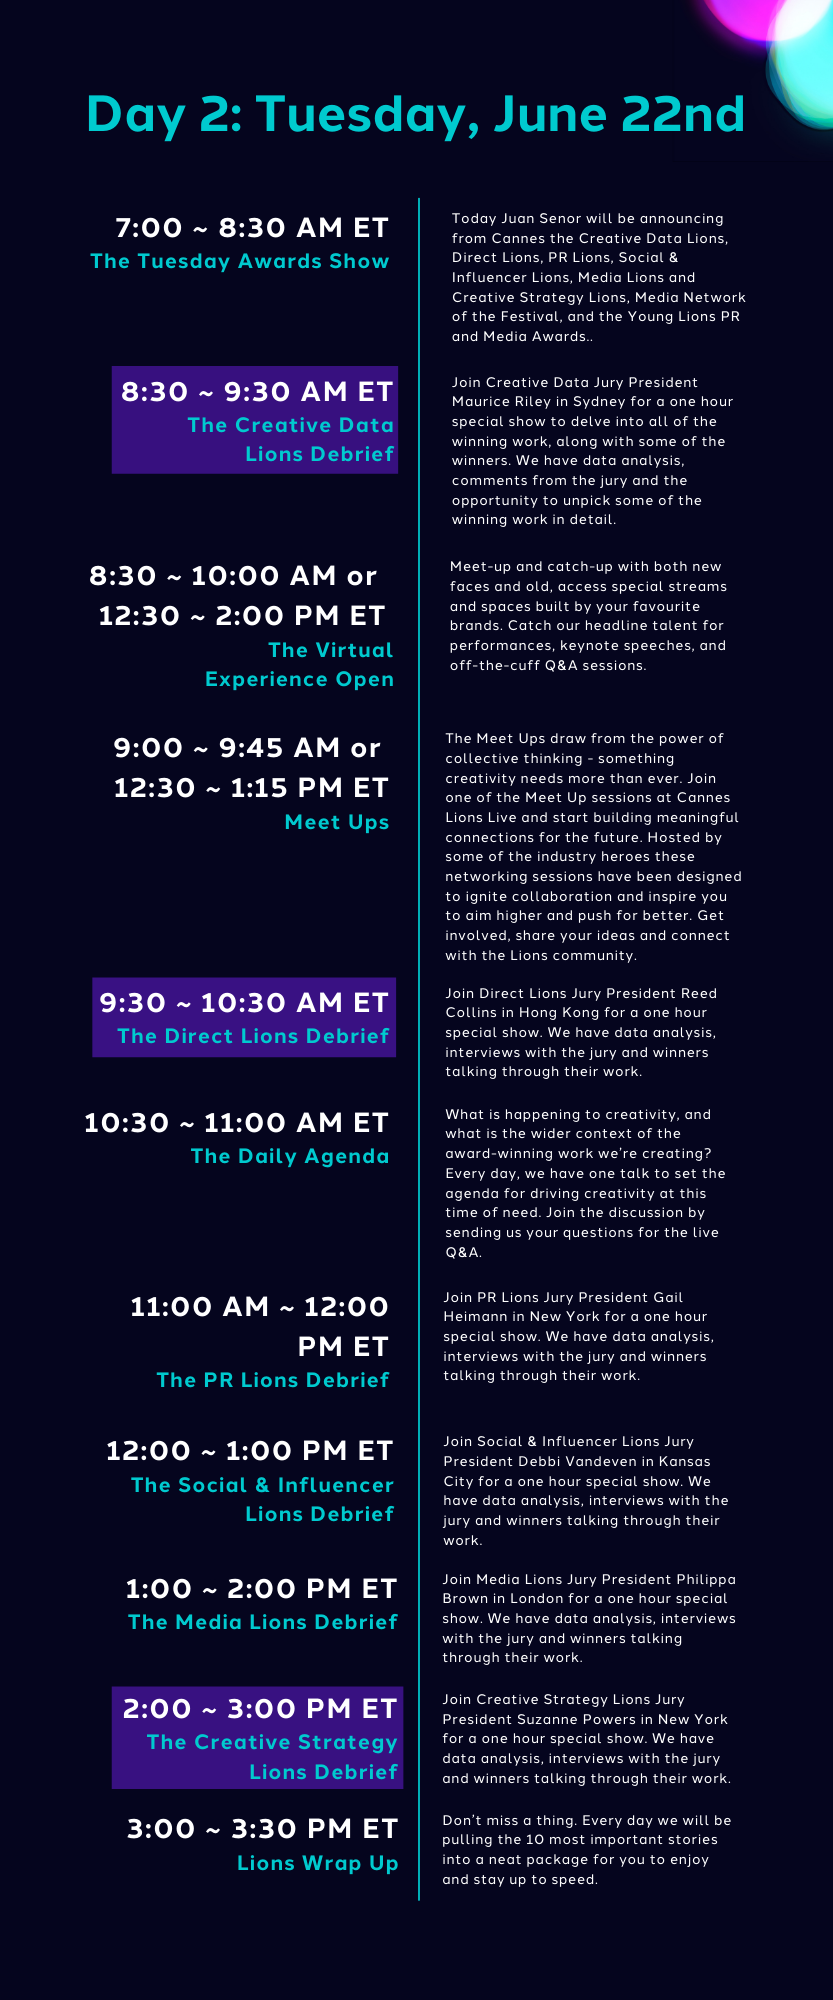 Day 2: Tuesday, June 22nd
7:00 ~ 8:30 AM ET
The Tuesday Awards Show
Today Juan Senor will be announcing
from Cannes the Creative Data Lions,
Direct Lions, PR Lions, Social &
Influencer Lions, Media Lions and
Creative Strategy Lions, Media Network
of the Festival, and the Young Lions PR
and Media Awards..
8:30 ~ 9:30 AM ET
The Creative Data
Lions Debrief
Join Creative Data Jury President
Maurice Riley in Sydney for a one hour
special show to delve into all of the
winning work, along with some of the
winners. We have data analysis,
comments from the jury and the
opportunity to unpick some of the
winning work in detail.
8:30 ~ 10:00 AM or
12:30 ~ 2:00 PM ET
The Virtual
Experience Open
Meet-up and catch-up with both new
faces and old, access special streams
and spaces built by your favourite
brands. Catch our headline talent for
performances, keynote speeches, and
off-the-cuff Q&A sessions.
9:00 ~ 9:45 AM or
12:30 ~ 1:15 PM ET
Meet Ups
The Meet Ups draw from the power of
collective thinking - something
creativity needs more than ever. Join
one of the Meet Up sessions at Cannes
Lions Live and start building meaningful
connections for the future. Hosted by
some of the industry heroes these
networking sessions have been designed
to ignite collaboration and inspire you
to aim higher and push for better. Get
involved, share your ideas and connect
with the Lions community.
9:30 ~ 10:30 AM ET
The Direct Lions Debrief
Join Direct Lions Jury President Reed
Collins in Hong Kong for a one hour
special show. We have data analysis,
interviews with the jury and winners
talking through their work.
10:30 ~ 11:00 AM ET
The Daily Agenda
What is happening to creativity, and
what is the wider context of the
award-winning work we're creating?
Every day, we have one talk to set the
agenda for driving creativity at this
time of need. Join the discussion by
sending us your questions for the live
Q&A.
11:00 AM ~ 12:00
PM ET
The PR Lions Debrief
Join PR Lions Jury President Gail
Heimann in New York for a one hour
special show. We have data analysis,
interviews with the jury and winners
talking through their work.
12:00 ~ 1:00 PM ET
The Social & Influencer
Lions Debrief
Join Social & Influencer Lions Jury
President Debbi Vandeven in Kansas
City for a one hour special show. We
have data analysis, interviews with the
jury and winners talking through their
work.
1:00 ~ 2:00 PM ET
The Media Lions Debrief
Join Media Lions Jury President Philippa
Brown in London for a one hour special
show. We have data analysis, interviews
with the jury and winners talking
through their work.
2:00 ~ 3:00 PM ET
The Creative Strategy
Lions Debrief
Join Creative Strategy Lions Jury
President Suzanne Powers in New York
for a one hour special show. We have
data analysis, interviews with the jury
and winners talking through their work.
3:00 ~ 3:30 PM ET
Lions Wrap Up
Don't miss a thing. Every day we will be
pulling the 10 most important stories
into a neat package for you to enjoy
and stay up to speed.